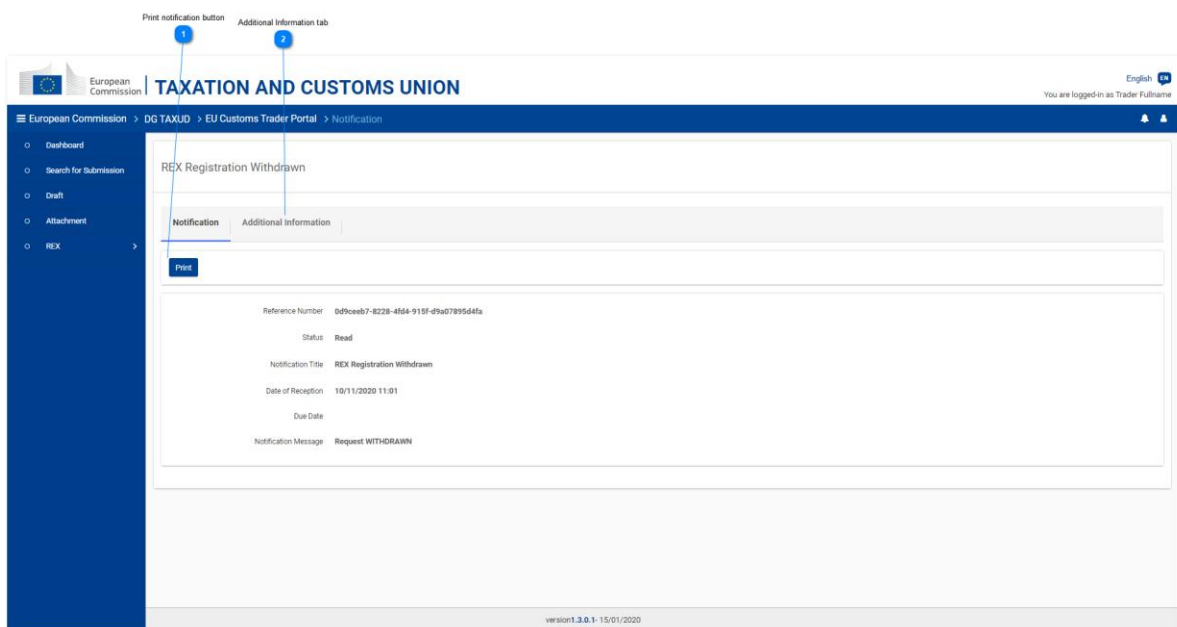 Print notification button
Additional Information tab
1
2
European
Commission
TAXATION AND CUSTOMS UNION
English EN
You are logged-in as Trader Fullname
European Commission > DG TAXUD > EU Customs Trader Portal > Notification
Dashboard
Search for Submission
Draft
Attachment
REX >
REX Registration Withdrawn
Notification Additional Information
Print
Reference Number 0d9ceeb7-8228-4fd4-915f-d9a07895d4fa
Status Read
Notification Title REX Registration Withdrawn
Date of Reception 10/11/2020 11:01
Due Date
Notification Message Request WITHDRAWN
version1.3.0.1- 15/01/2020